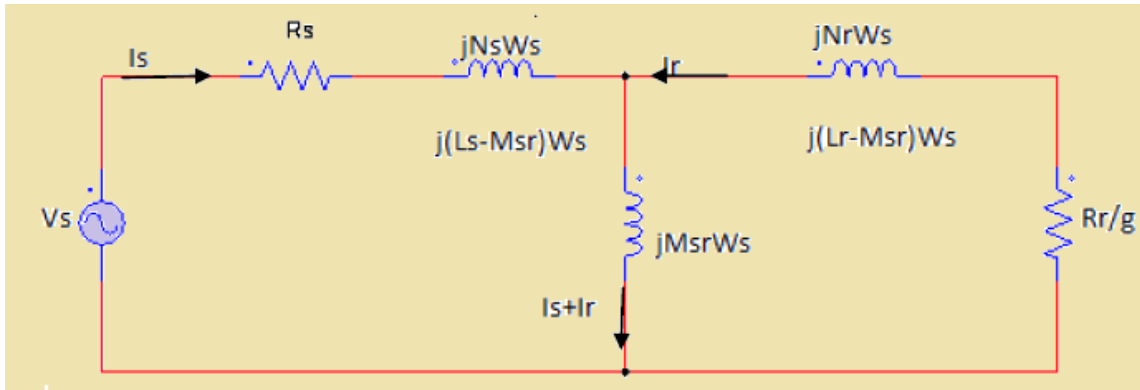 Is
Rs
jNsWs
Ir
jNrWs
j(Ls-Msr)Ws
j(Lr-Msr)Ws
Vs
jMsrWs
Rr/g
Is+Ir